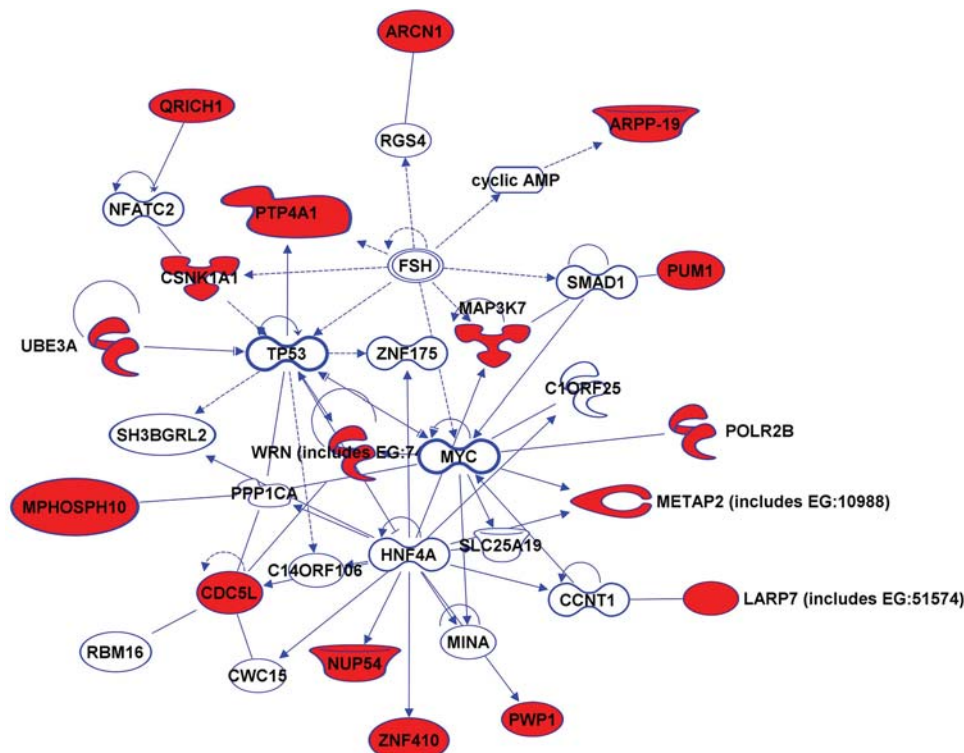 ARCN1
QRICH1
ARPP-19
RGS4
cyclic AMP
NFATC2
PTP4A1
FSH
CSNK1A1
SMAD1
PUM1
MAP3K7
UBE3A
TP53
ZNF175
C1ORF25
SH3BGRL2
POLR2B
WRN (includes EG:74
MYC
PPP1CA
MPHOSPH10
METAP2 (includes EG:10988)
SLC25A19
HNF4A
C14ORF106
CDC5L
CCNT1
LARP7 (includes EG:51574)
MINA
RBM16
CWC15
NUP54
PWP1
ZNF410